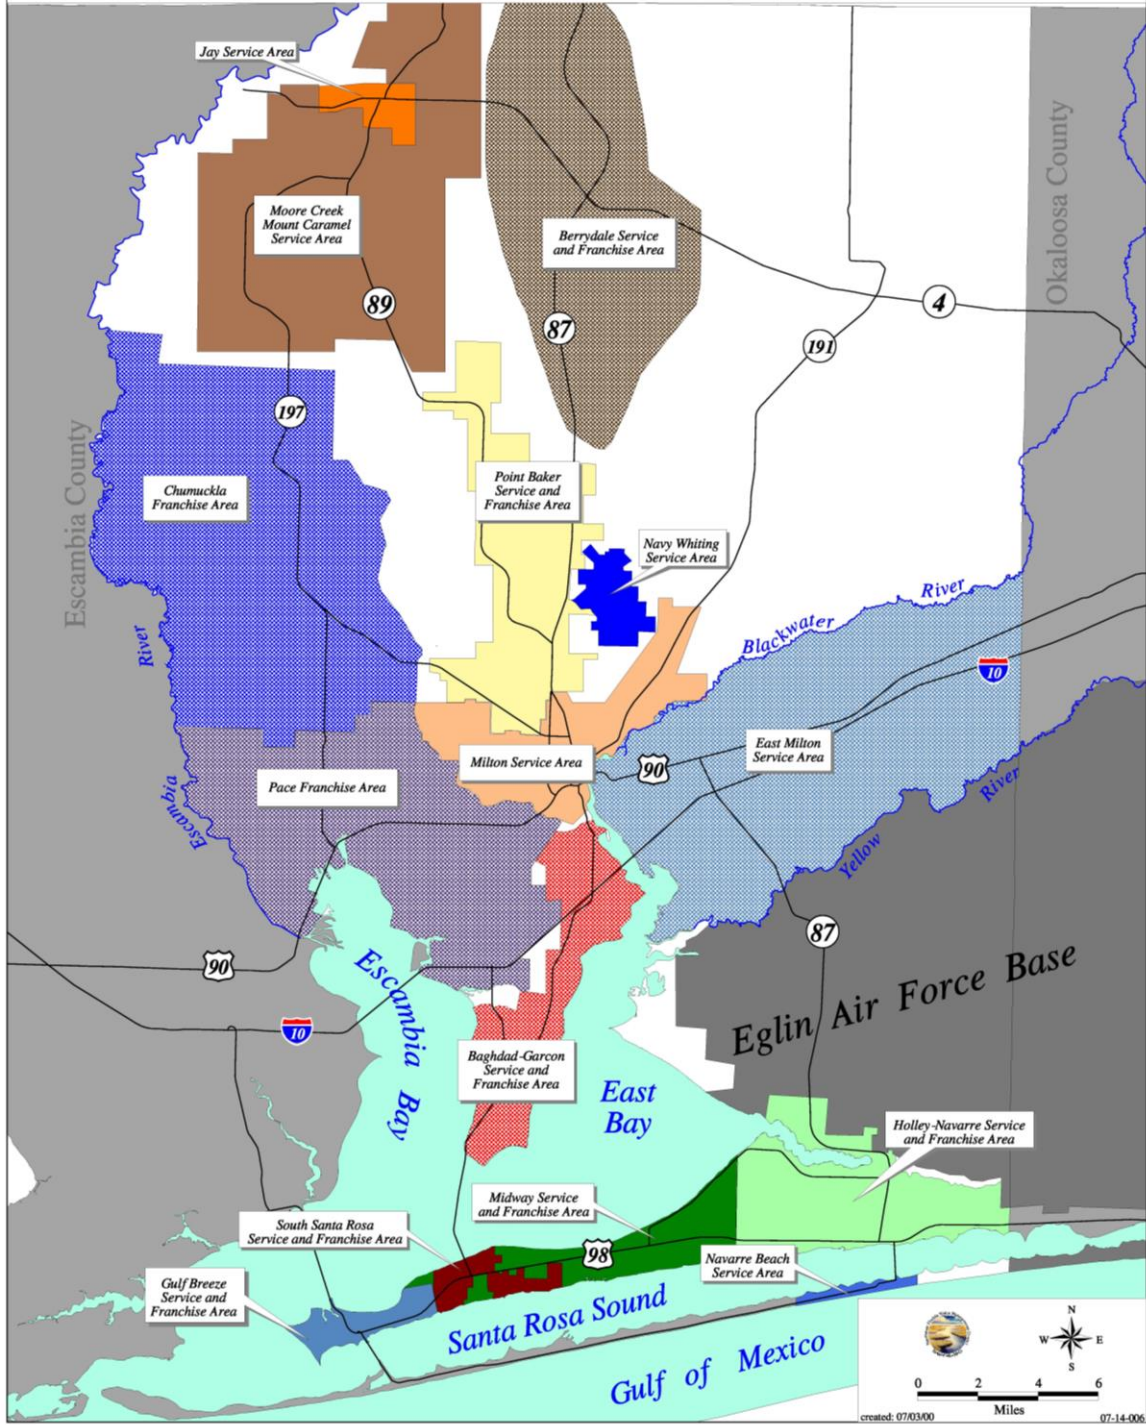 Jay Service Area
Moore Creek
Mount Caramel
Service Area
Berrydale Service
and Franchise Area
Okaloosa County
89
87
4
191
197
Escambia County
Chumuckla
Franchise Area
Point Baker
Service and
Franchise Area
Navy Whiting
Service Area
River
Blackwater
River
10
Milton Service Area
90
East Milton
Service Area
Pace Franchise Area
Escambia
River
Yellow
87
90
10
Escambia
Bay
Eglin Air Force Base
Baghdad-Garcon
Service and
Franchise Area
East
Bay
Holley-Navarre Service
and Franchise Area
Midway Service
and Franchise Area
South Santa Rosa
Service and Franchise Area
98
Navarre Beach
Service Area
Gulf Breeze
Service and
Franchise Area
Santa Rosa Sound
Gulf of Mexico
N
W E
S
0 2 4 6
Miles
created: 07/03/00
07-14-006